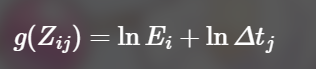 g(Z_{ij}) = ln E_i + ln Δt_j